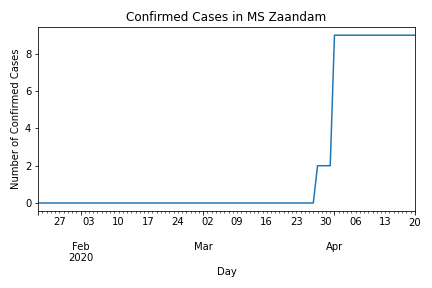 Confirmed Cases in MS Zaandam
Number of Confirmed Cases
8
6
4
2
0
27 03 10 17 24 02 09 16 23 30 06 13 20
Feb Mar Apr
2020
Day